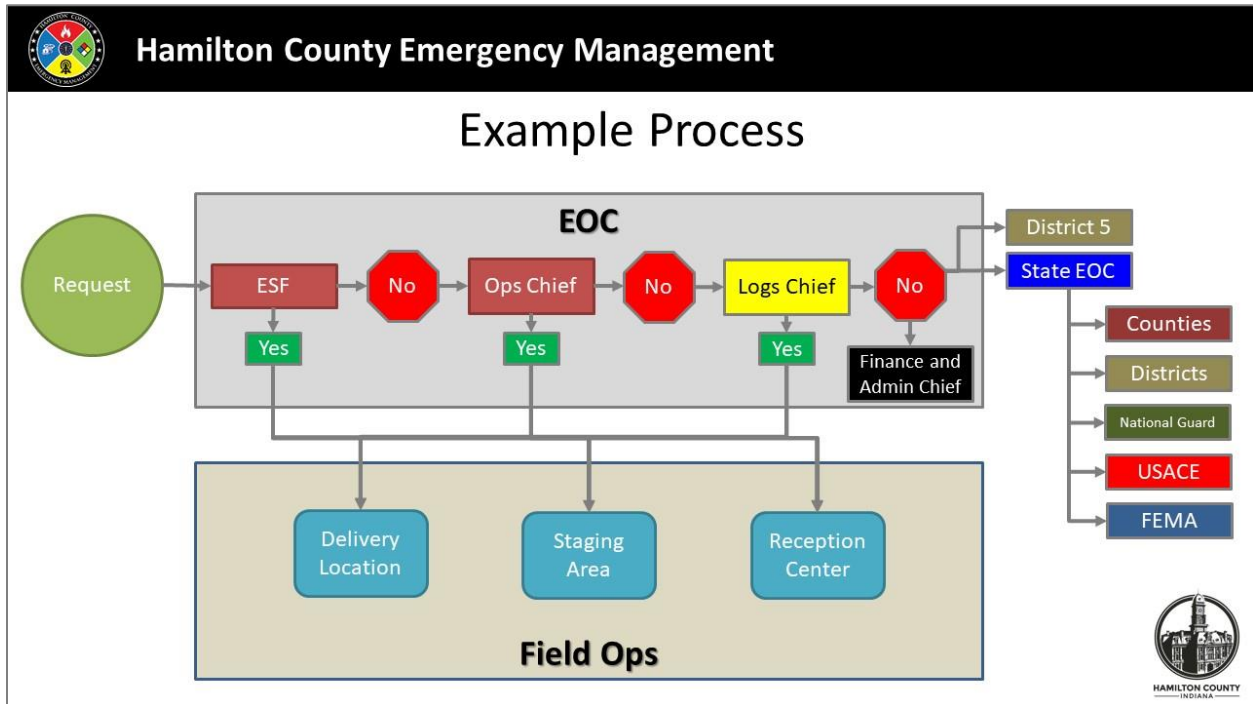 Hamilton County Emergency Management
Example Process
EOC
Request
ESF
No
Ops Chief
No
Logs Chief
No
Yes
Yes
Yes
Finance and
Admin Chief
District 5
State EOC
Counties
Districts
National Guard
USACE
FEMA
Delivery
Location
Staging
Area
Reception
Center
Field Ops
HAMILTON COUNTY
INDIANA